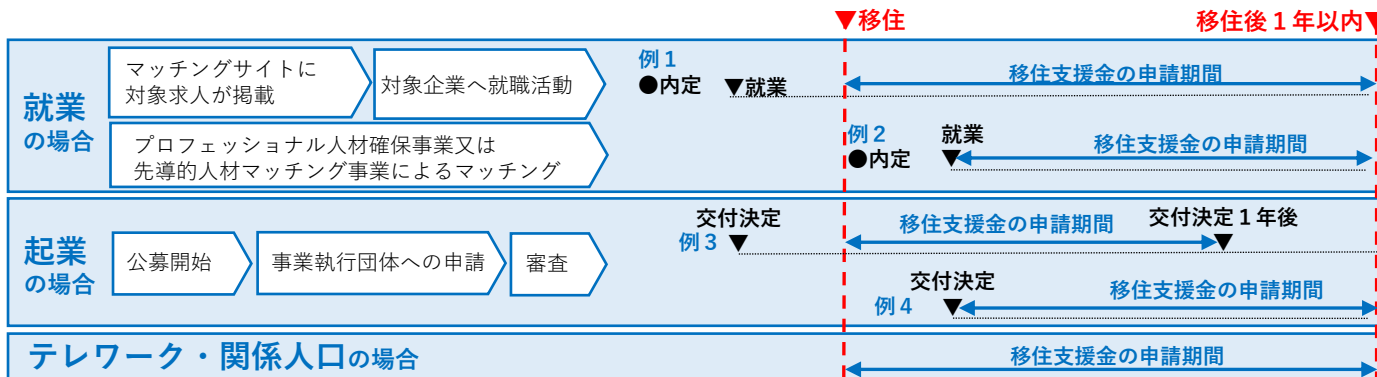 ▼移住
移住後１年以内▼
就業
の場合
マッチングサイトに
対象求人が掲載
対象企業へ就職活動
プロフェッショナル人材確保事業又は
先導的人材マッチング事業によるマッチング
例１
●内定
▼就業
移住支援金の申請期間
例２
●内定
就業
▼
移住支援金の申請期間
起業
の場合
公募開始
事業執行団体への申請
審査
交付決定
例３ ▼
移住支援金の申請期間
交付決定１年後
▼
交付決定
例４ ▼
移住支援金の申請期間
テレワーク・関係人口の場合
移住支援金の申請期間